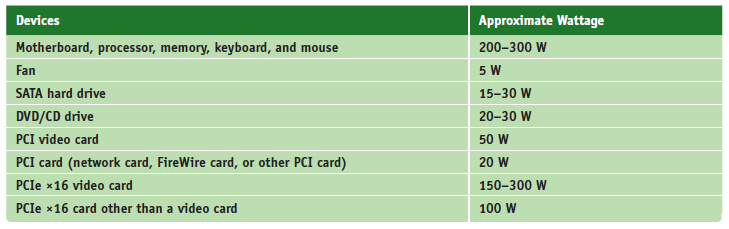 Devices Approximate Wattage
Motherboard, processor, memory, keyboard, and mouse 200–300 W
Fan 5 W
SATA hard drive 15–30 W
DVD/CD drive 20–30 W
PCI video card 50 W
PCI card (network card, FireWire card, or other PCI card) 20 W
PCIe ×16 video card 150–300 W
PCIe ×16 card other than a video card 100 W